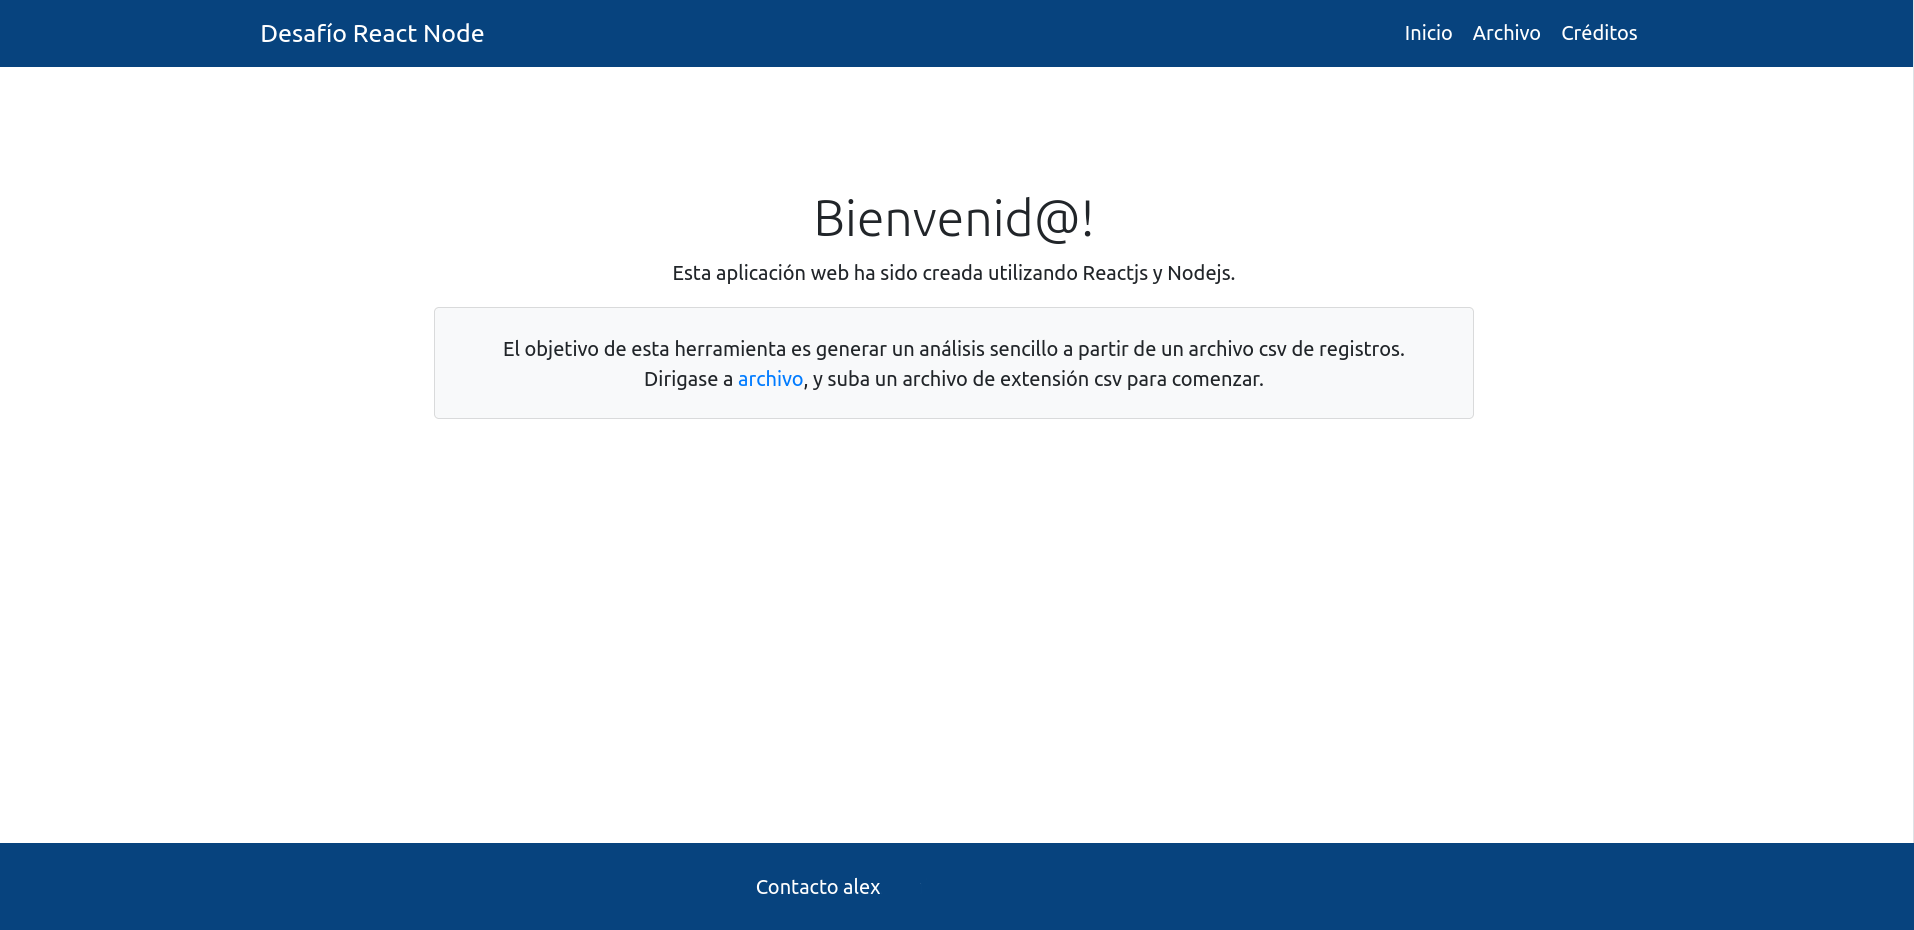 Desafío React Node
Inicio Archivo Créditos
Bienvenid@!
Esta aplicación web ha sido creada utilizando Reactjs y Nodejs.
El objetivo de esta herramienta es generar un análisis sencillo a partir de un archivo csv de registros.
Dirigase a archivo, y suba un archivo de extensión csv para comenzar.
Contacto alex